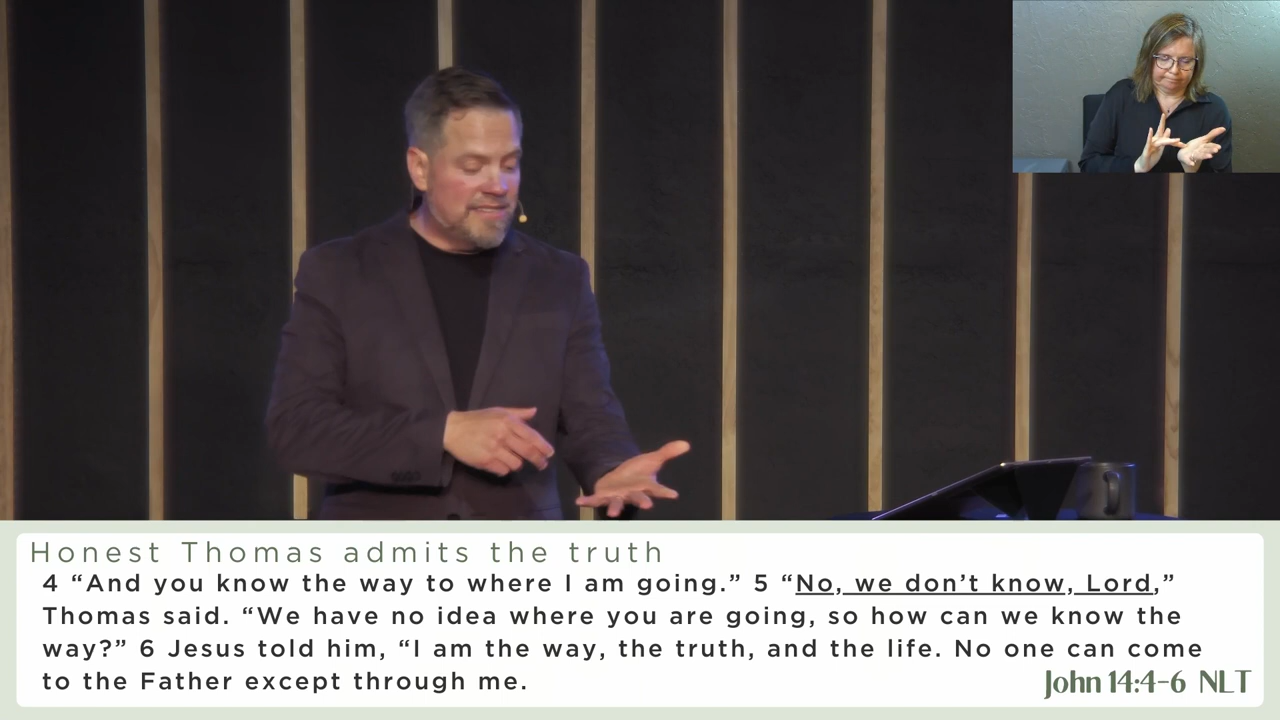 Honest Thomas admits the truth
4 “And you know the way to where I am going.” 5 “No, we don’t know, Lord,”
Thomas said. “We have no idea where you are going, so how can we know the
way?” 6 Jesus told him, “I am the way, the truth, and the life. No one can come
to the Father except through me.
John 14:4-6 NLT